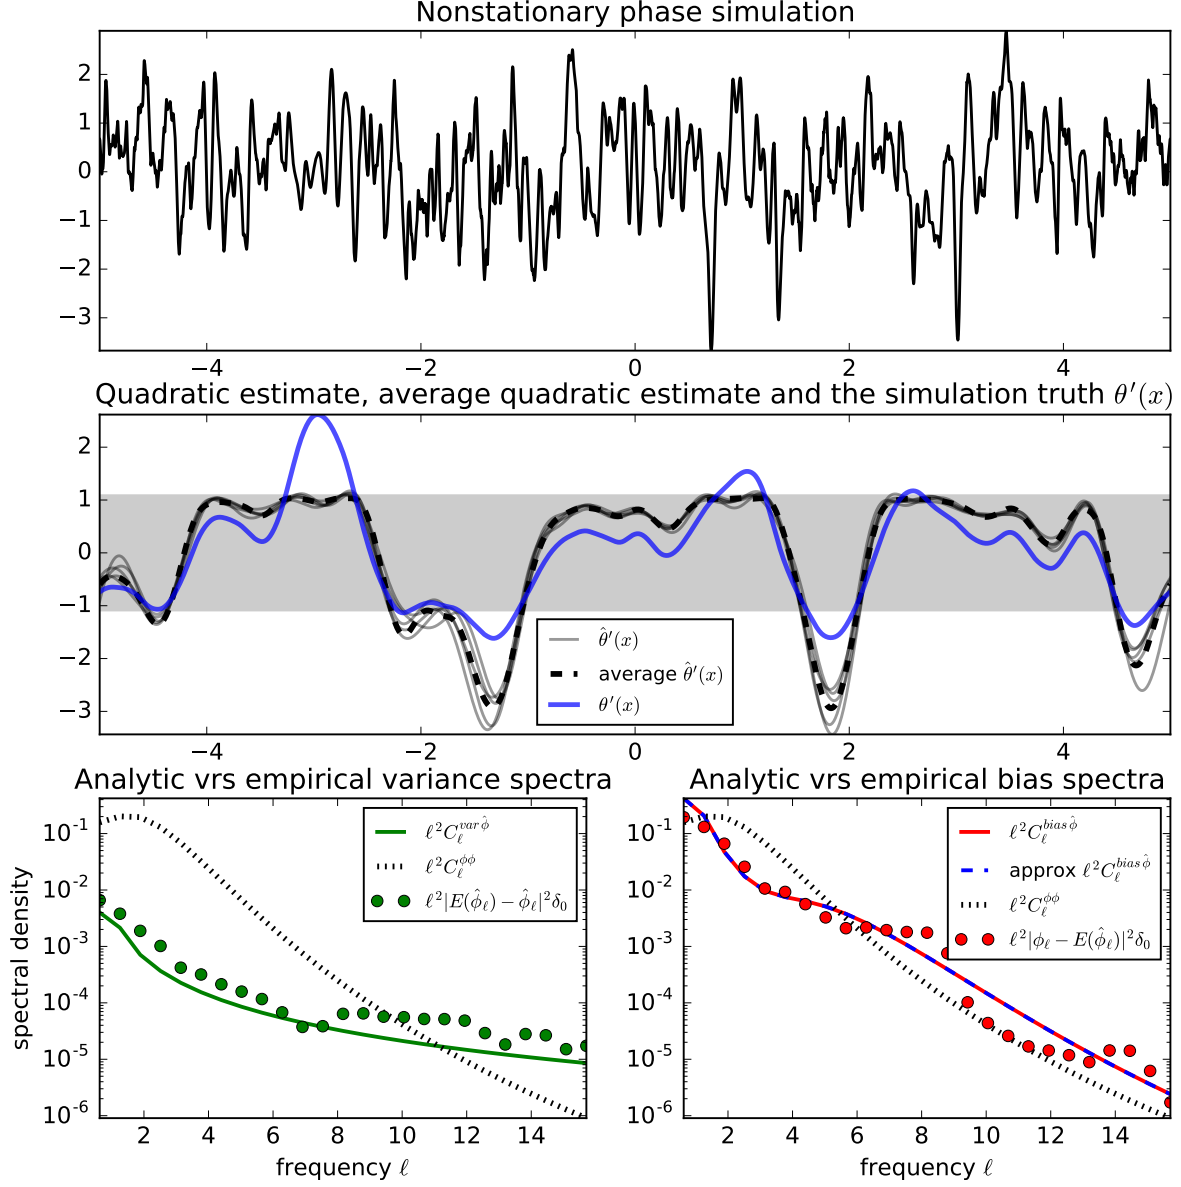 Nonstationary phase simulation
2
1
0
−1
−2
−3
−4 −2 0 2 4
Quadratic estimate, average quadratic estimate and the simulation truth θ′(x)
2
1
0
−1
−2
−3
θ̂′(x)
average θ̂′(x)
θ′(x)
−4 −2 0 2 4
Analytic vrs empirical variance spectra
spectral density
10⁻¹
10⁻²
10⁻³
10⁻⁴
10⁻⁵
10⁻⁶
ℓ²C_ℓ^{var ϕ̂}
ℓ²C_ℓ^{ϕϕ}
ℓ²|E(ϕ̂_ℓ) − ϕ̂_ℓ|²δ₀
2 4 6 8 10 12 14
frequency ℓ
Analytic vrs empirical bias spectra
10⁻¹
10⁻²
10⁻³
10⁻⁴
10⁻⁵
10⁻⁶
ℓ²C_ℓ^{bias ϕ̂}
approx ℓ²C_ℓ^{bias ϕ̂}
ℓ²C_ℓ^{ϕϕ}
ℓ²|ϕ_ℓ − E(ϕ̂_ℓ)|²δ₀
2 4 6 8 10 12 14
frequency ℓ